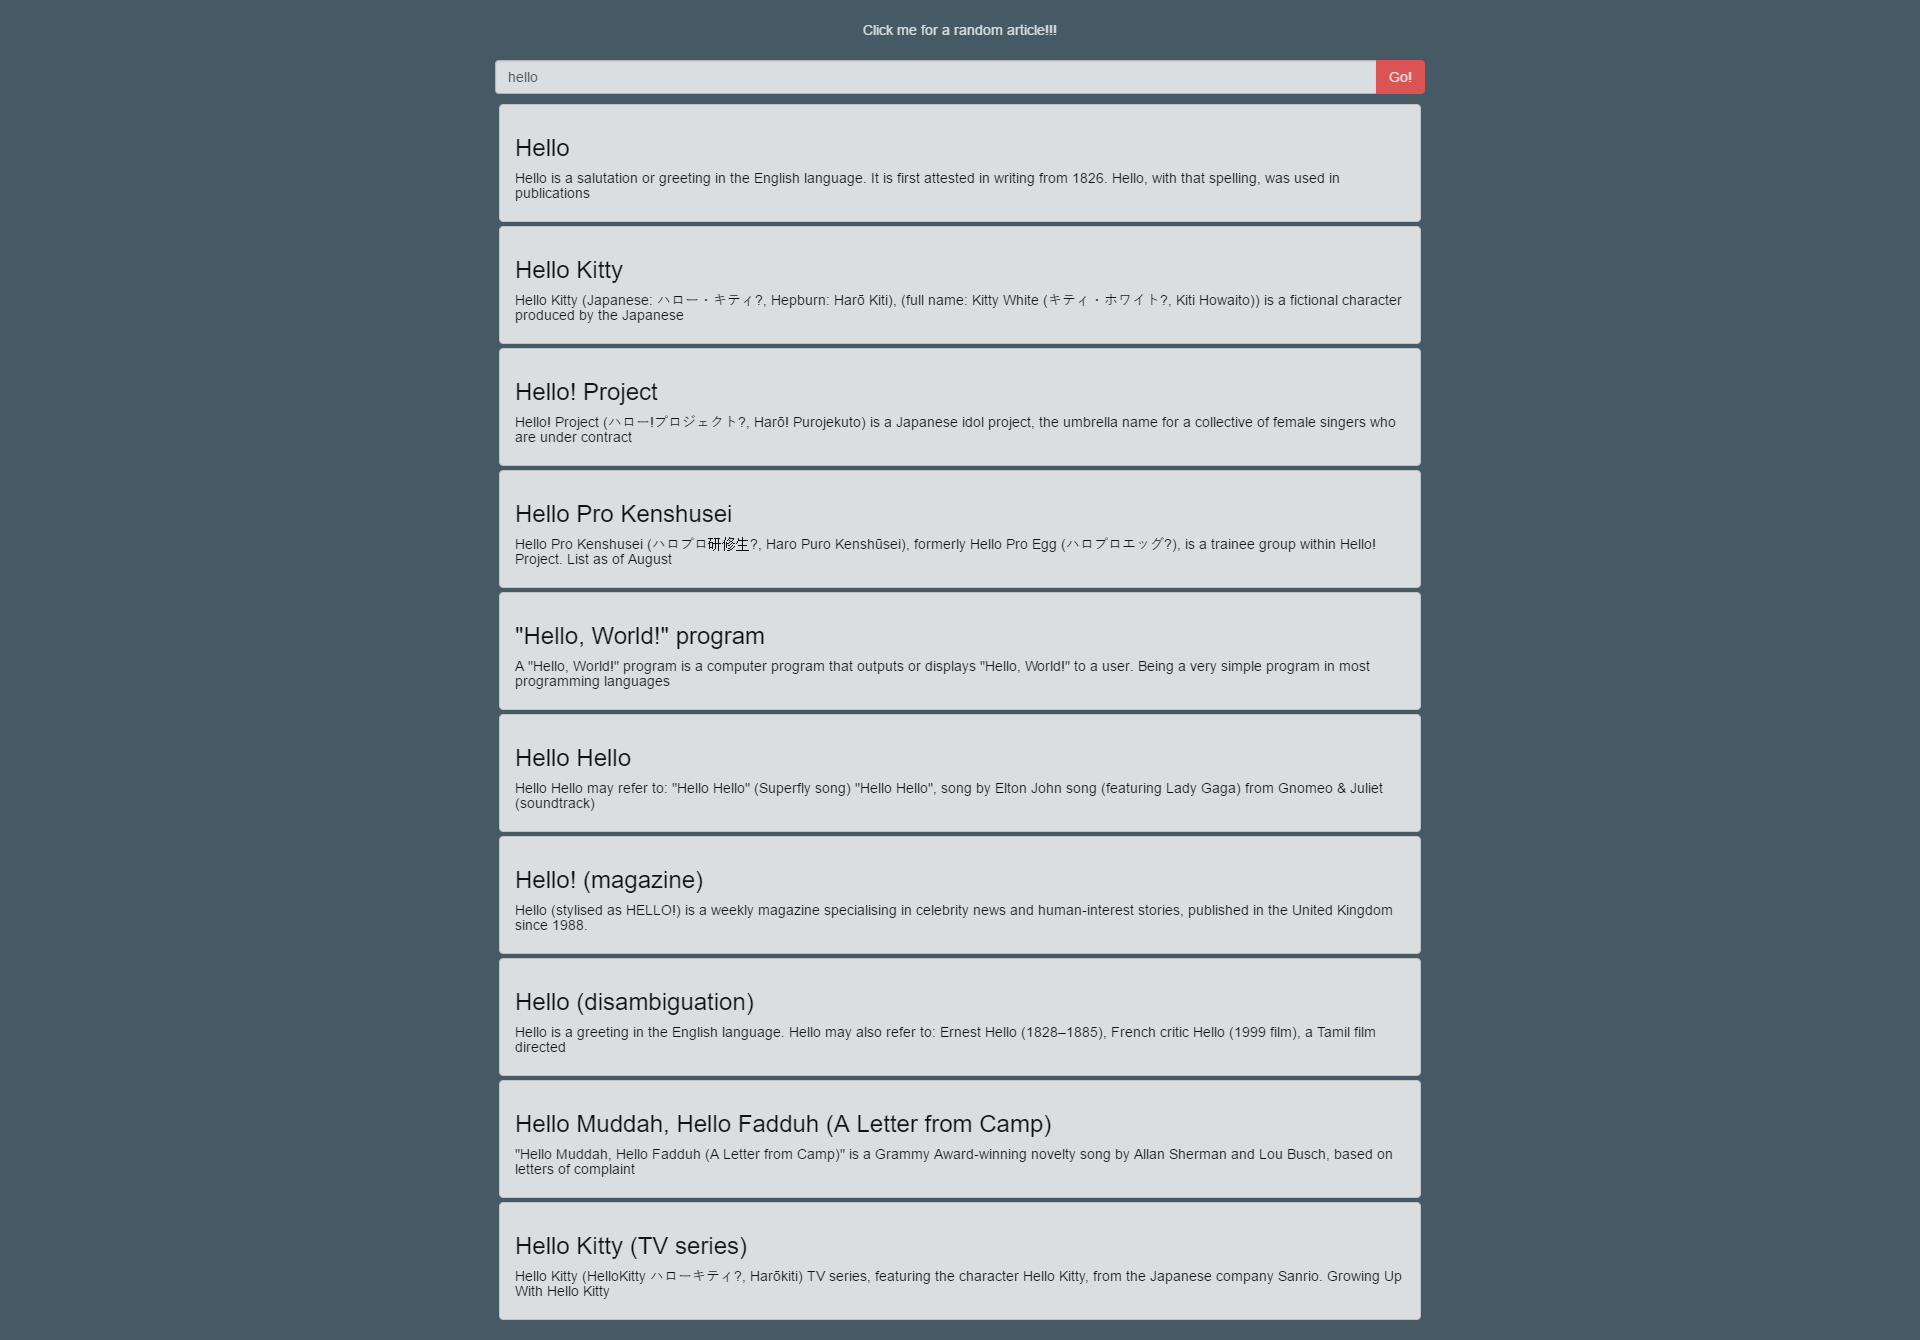 Click me for a random article!!!
hello
Go!
Hello
Hello is a salutation or greeting in the English language. It is first attested in writing from 1826. Hello, with that spelling, was used in
publications
Hello Kitty
Hello Kitty (Japanese: ハロー・キティ?, Hepburn: Harō Kiti), (full name: Kitty White (キティ・ホワイト?, Kiti Howaito)) is a fictional character
produced by the Japanese
Hello! Project
Hello! Project (ハロー!プロジェクト?, Harō! Purojekuto) is a Japanese idol project, the umbrella name for a collective of female singers who
are under contract
Hello Pro Kenshusei
Hello Pro Kenshusei (ハロプロ研修生?, Haro Puro Kenshūsei), formerly Hello Pro Egg (ハロプロエッグ?), is a trainee group within Hello!
Project. List as of August
"Hello, World!" program
A "Hello, World!" program is a computer program that outputs or displays "Hello, World!" to a user. Being a very simple program in most
programming languages
Hello Hello
Hello Hello may refer to: "Hello Hello" (Superfly song) "Hello Hello", song by Elton John song (featuring Lady Gaga) from Gnomeo & Juliet
(soundtrack)
Hello! (magazine)
Hello (stylised as HELLO!) is a weekly magazine specialising in celebrity news and human-interest stories, published in the United Kingdom
since 1988.
Hello (disambiguation)
Hello is a greeting in the English language. Hello may also refer to: Ernest Hello (1828–1885), French critic Hello (1999 film), a Tamil film
directed
Hello Muddah, Hello Fadduh (A Letter from Camp)
"Hello Muddah, Hello Fadduh (A Letter from Camp)" is a Grammy Award-winning novelty song by Allan Sherman and Lou Busch, based on
letters of complaint
Hello Kitty (TV series)
Hello Kitty (HelloKitty ハローキティ?, Harōkiti) TV series, featuring the character Hello Kitty, from the Japanese company Sanrio. Growing Up
With Hello Kitty